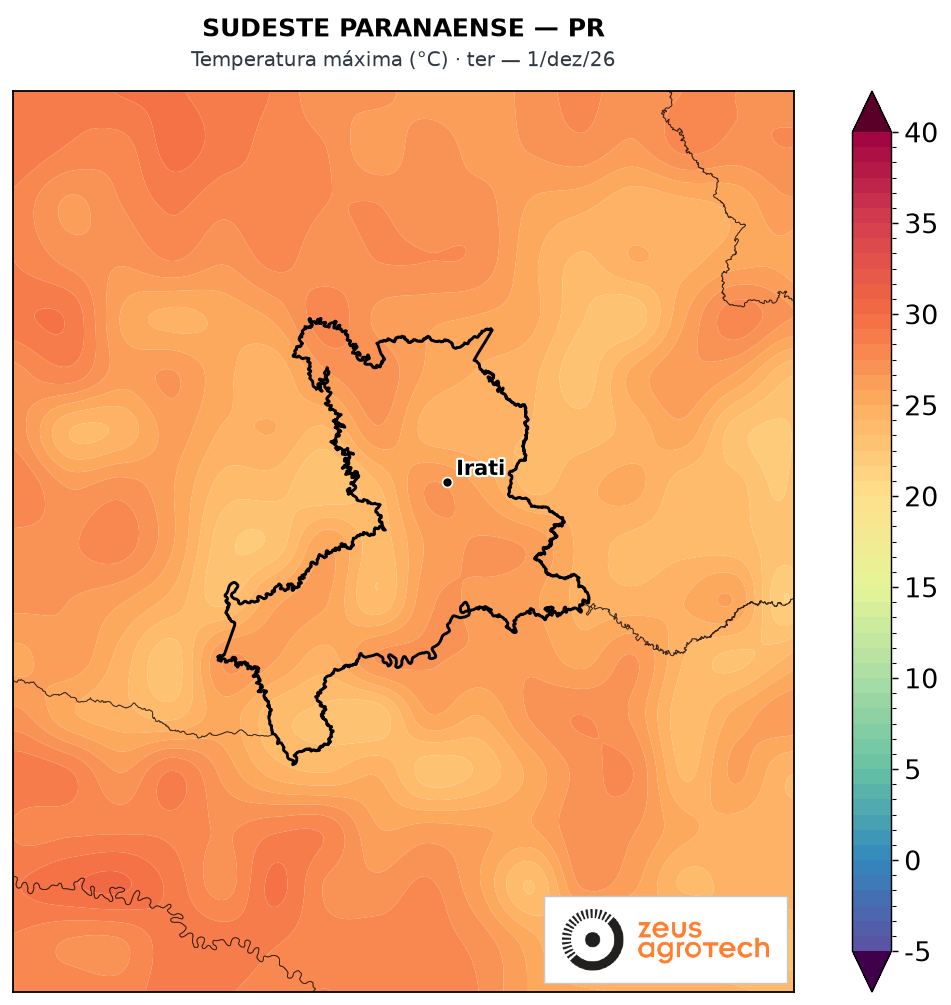 SUDESTE PARANAENSE — PR
Temperatura máxima (°C) · ter — 1/dez/26
40
35
30
25
20
15
10
5
0
-5
Irati
zeus
agrotech